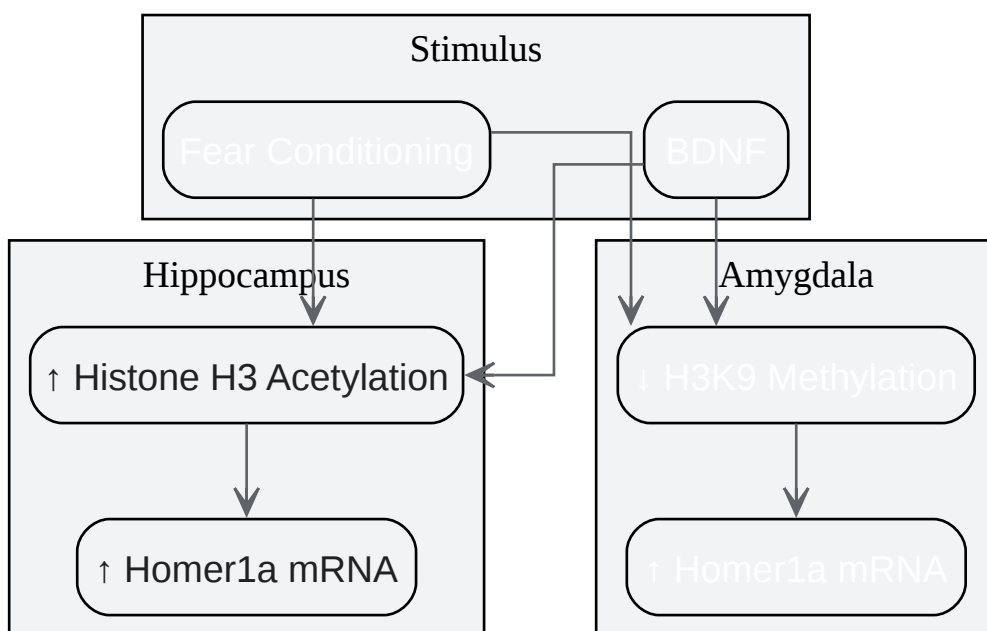 Stimulus
Fear Conditioning
BDNF
Hippocampus
↑ Histone H3 Acetylation
↑ Homer1a mRNA
Amygdala
↓ H3K9 Methylation
↑ Homer1a mRNA